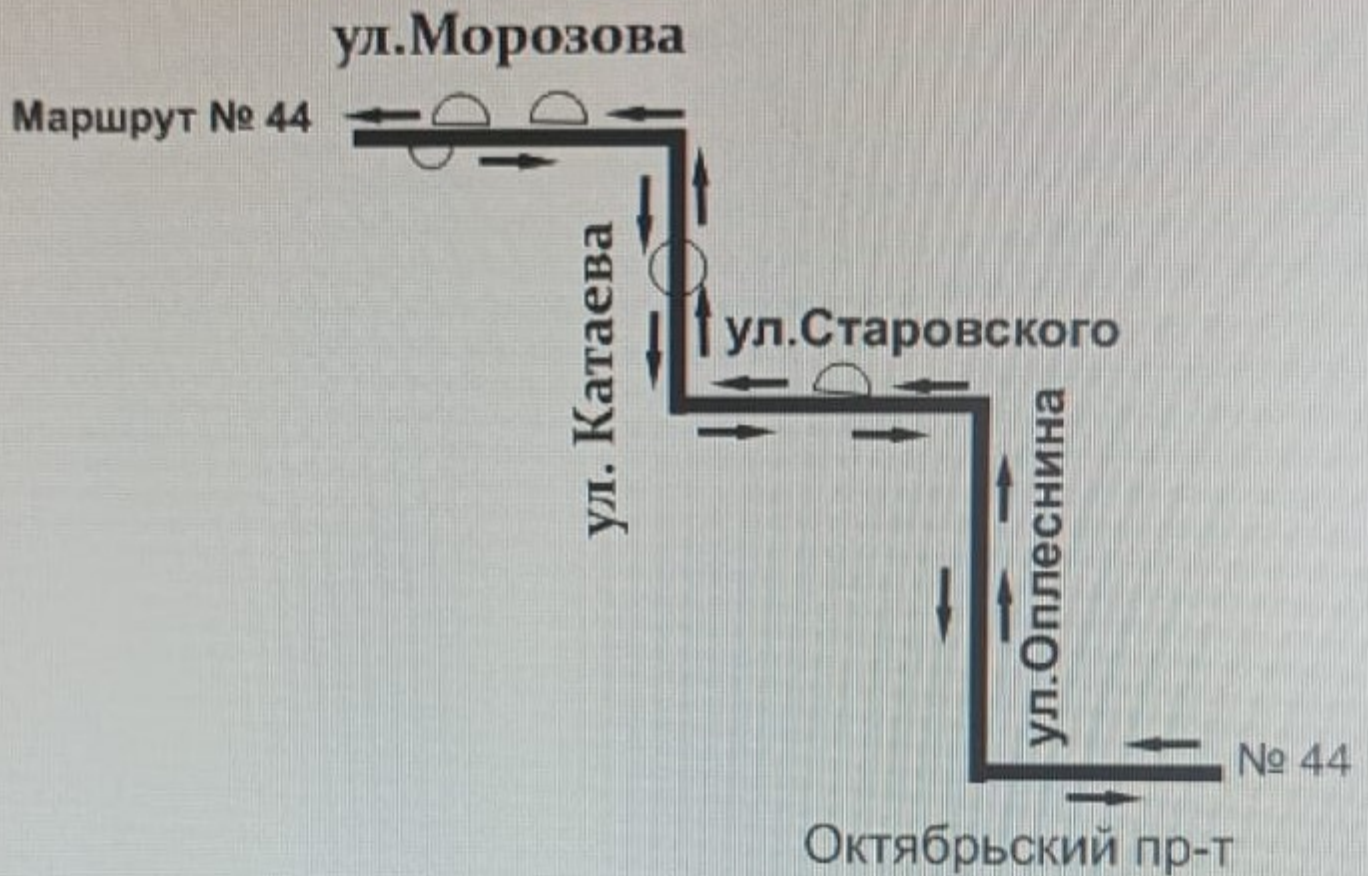 ул.Морозова
Маршрут № 44
ул. Катаева
ул.Старовского
ул.Оплеснина
№ 44
Октябрьский пр-т